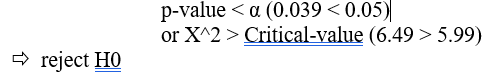 p-value < α (0.039 < 0.05)
or X^2 > Critical-value (6.49 > 5.99)
⇨ reject H0